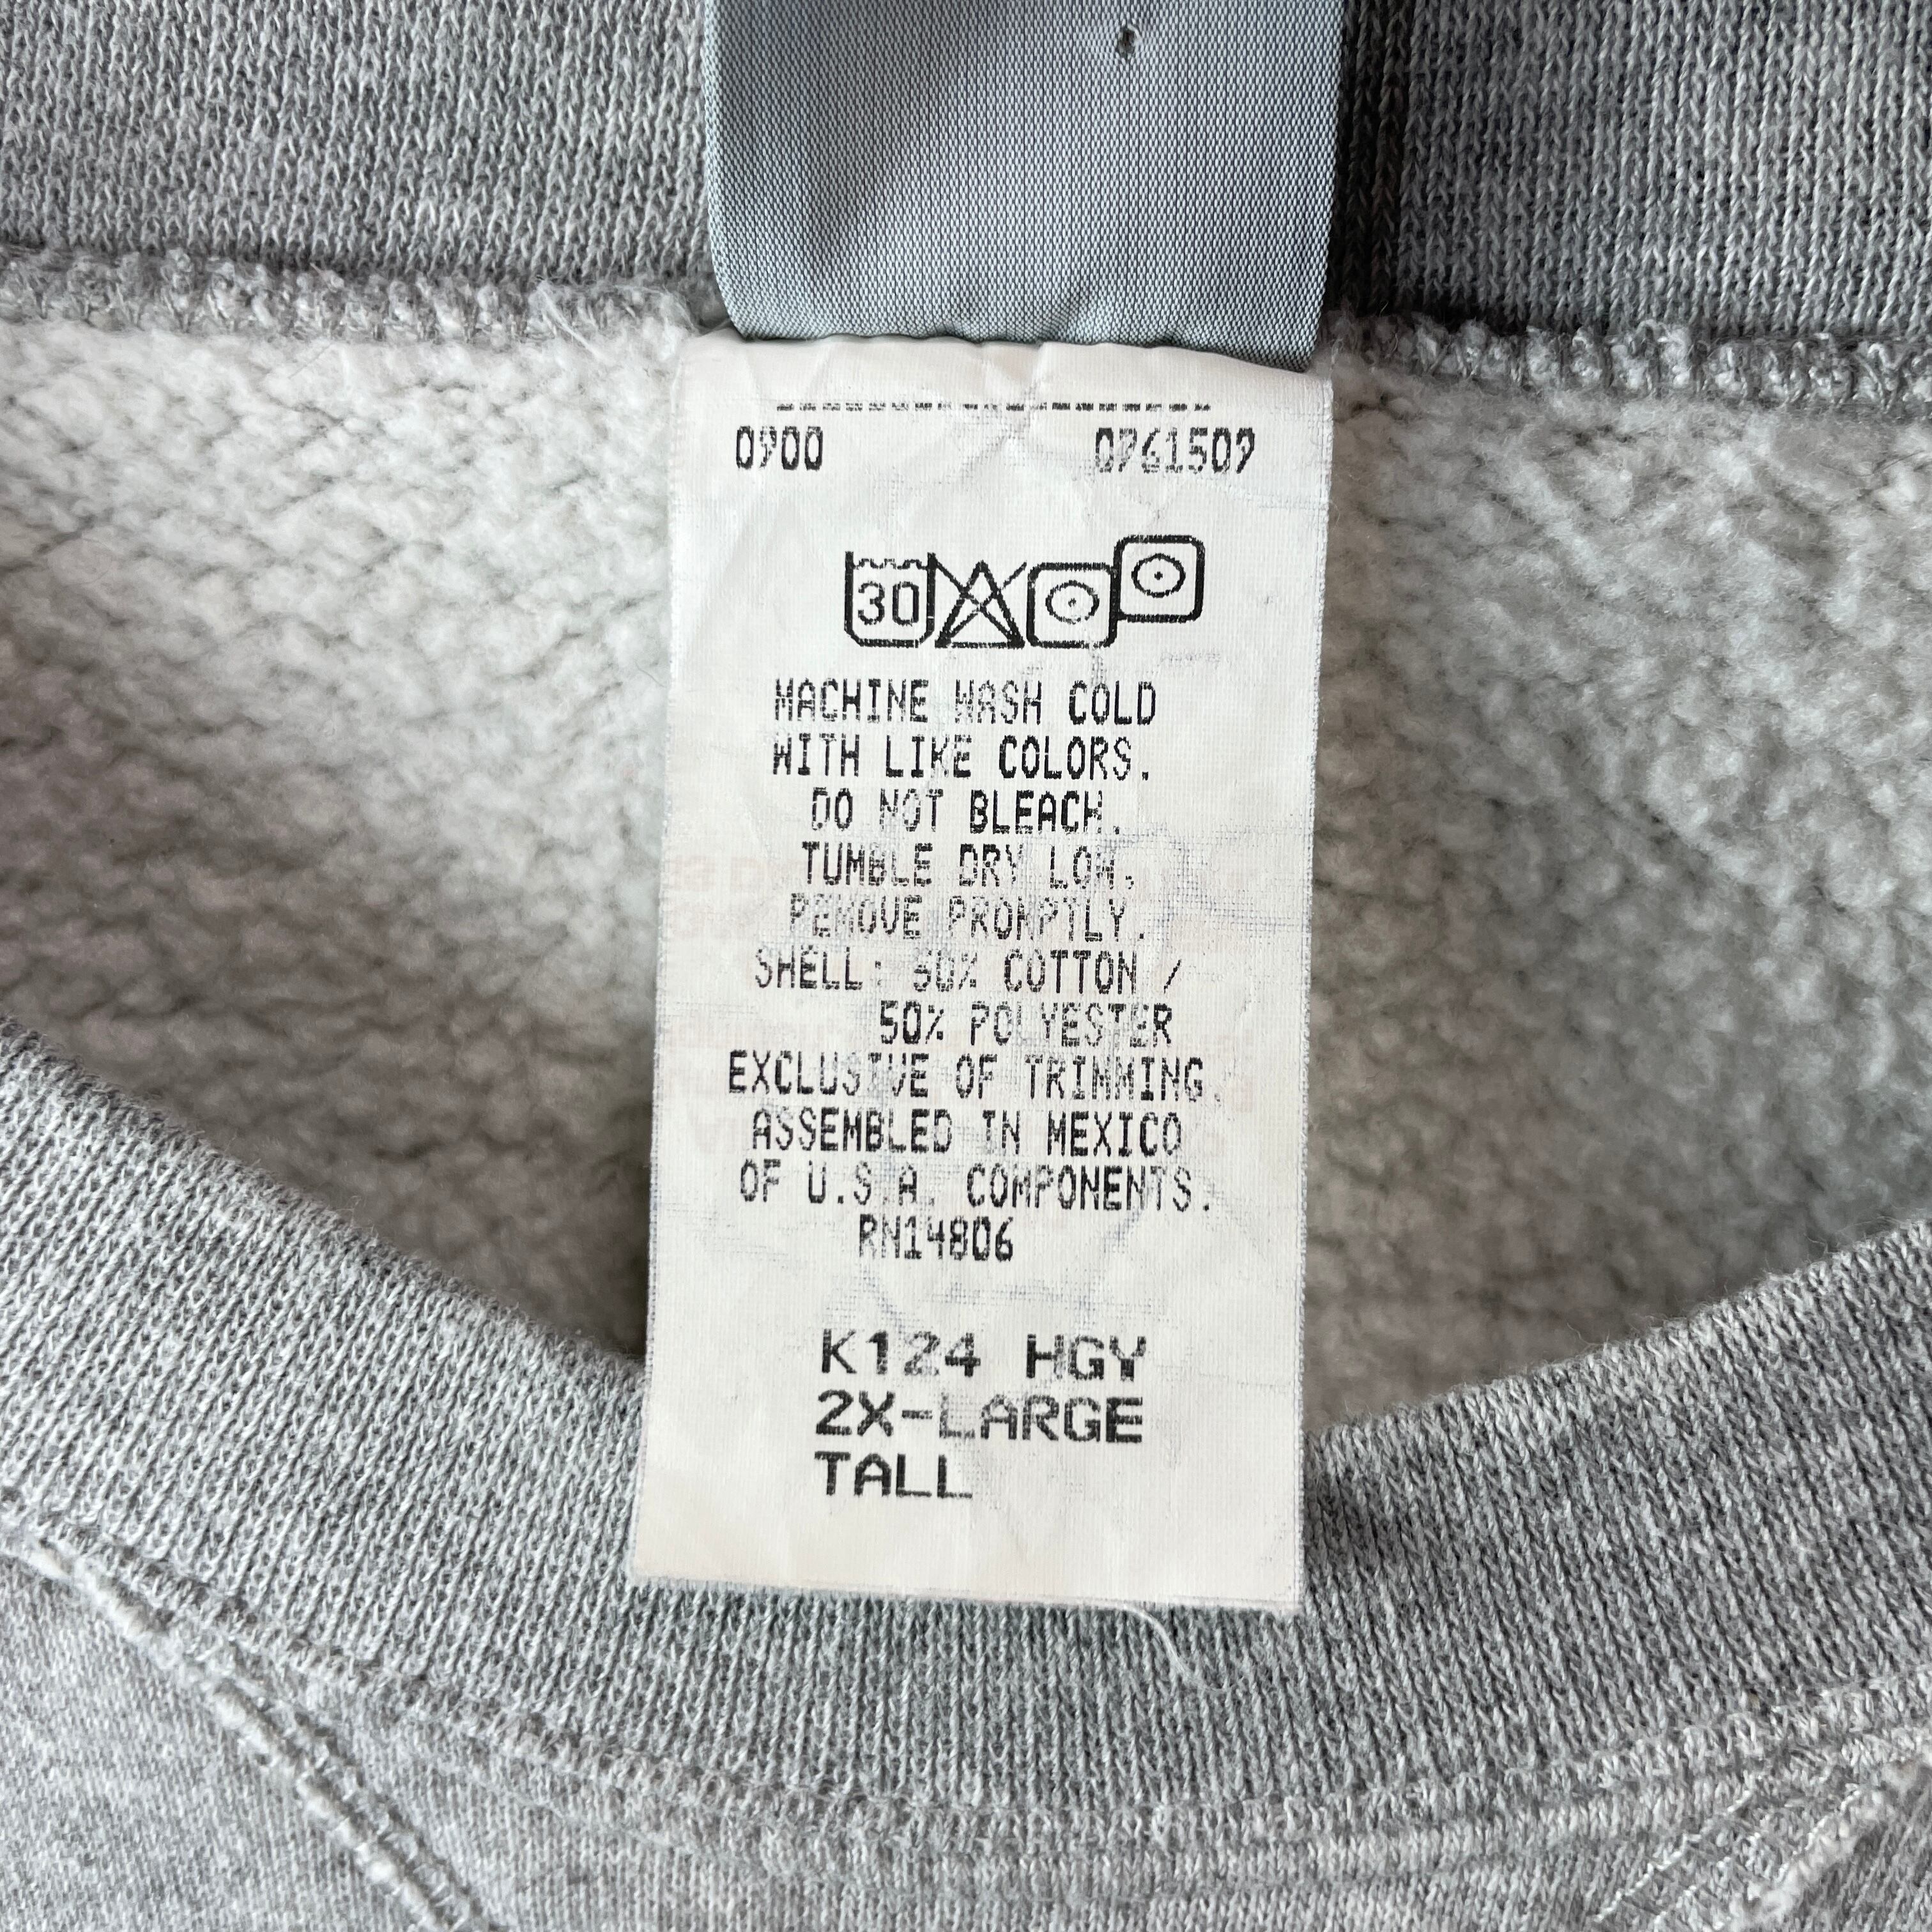 0900 0761509
30
MACHINE WASH COLD
WITH LIKE COLORS.
DO NOT BLEACH.
TUMBLE DRY LOW.
REMOVE PROMPTLY.
SHELL: 50% COTTON /
50% POLYESTER
EXCLUSIVE OF TRIMMING.
ASSEMBLED IN MEXICO
OF U.S.A. COMPONENTS.
RN14806
K124 HGY
2X-LARGE
TALL